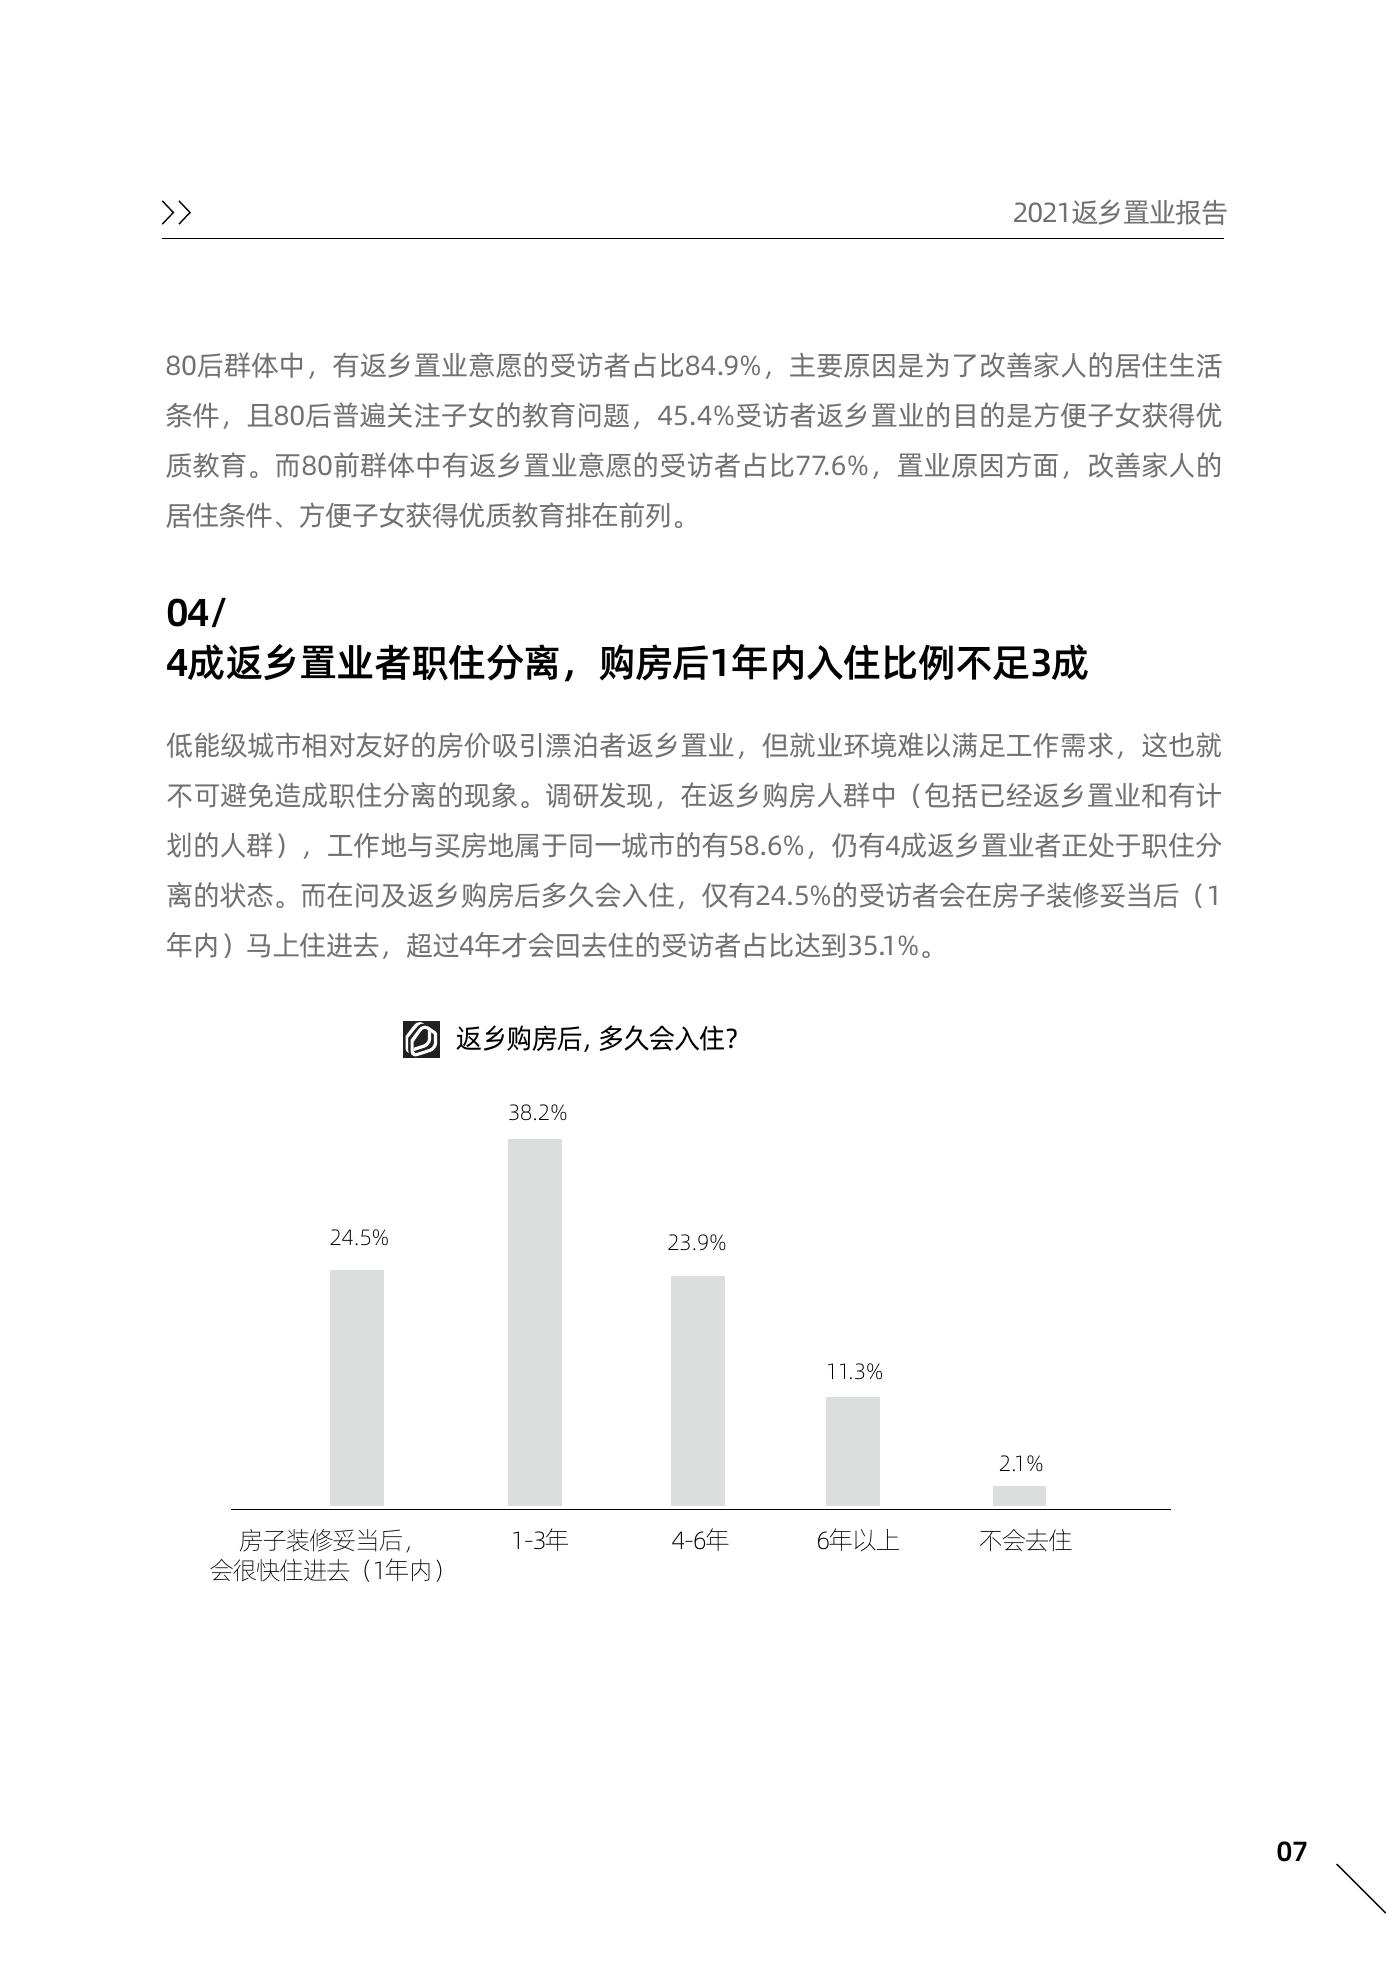 2021返乡置业报告
80后群体中，有返乡置业意愿的受访者占比84.9%，主要原因是为了改善家人的居住生活
条件，且80后普遍关注子女的教育问题，45.4%受访者返乡置业的目的是方便子女获得优
质教育。而80前群体中有返乡置业意愿的受访者占比77.6%，置业原因方面，改善家人的
居住条件、方便子女获得优质教育排在前列。
04/
4成返乡置业者职住分离，购房后1年内入住比例不足3成
低能级城市相对友好的房价吸引漂泊者返乡置业，但就业环境难以满足工作需求，这也就
不可避免造成职住分离的现象。调研发现，在返乡购房人群中（包括已经返乡置业和有计
划的人群），工作地与买房地属于同一城市的有58.6%，仍有4成返乡置业者正处于职住分
离的状态。而在问及返乡购房后多久会入住，仅有24.5%的受访者会在房子装修妥当后（1
年内）马上住进去，超过4年才会回去住的受访者占比达到35.1%。
返乡购房后，多久会入住？
38.2%
24.5%
23.9%
11.3%
2.1%
房子装修妥当后，
会很快住进去（1年内）
1-3年
4-6年
6年以上
不会去住
07